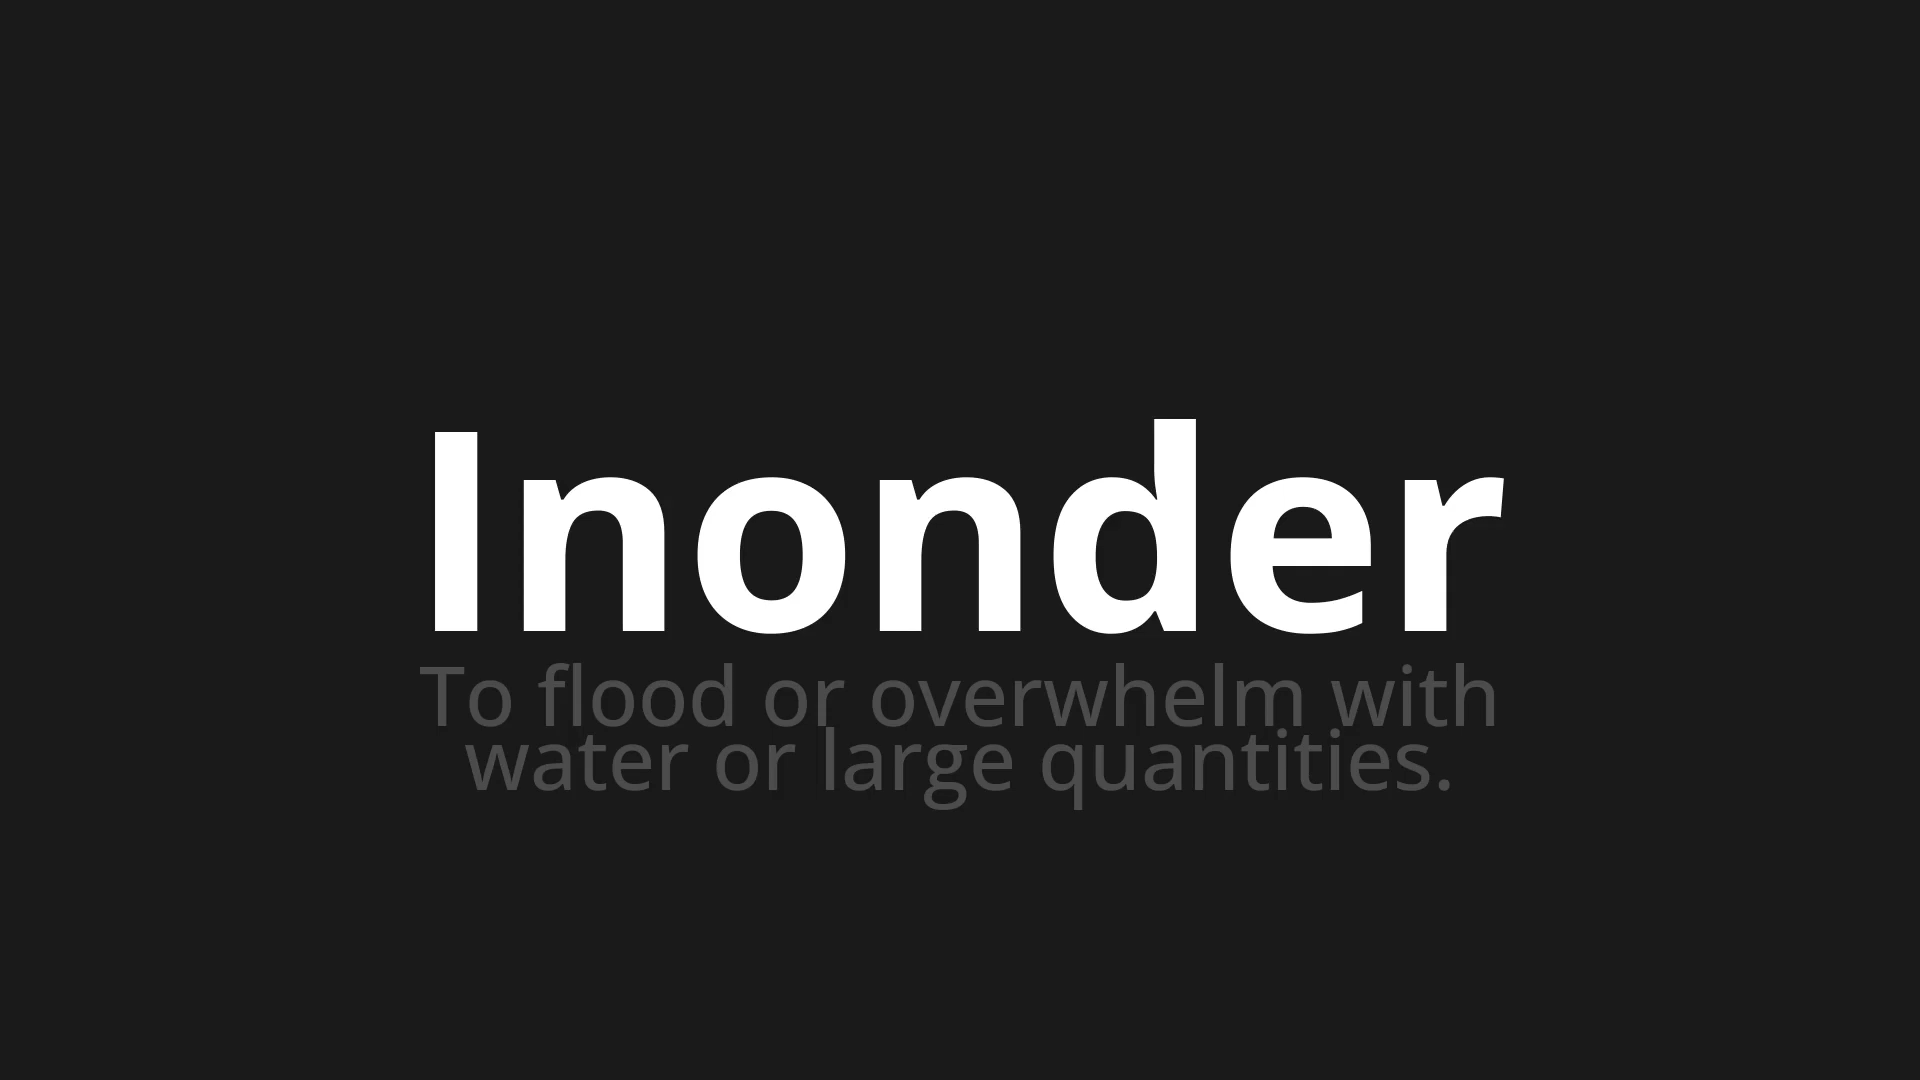 Inonder
To flood or overwhelm with
water or large quantities.